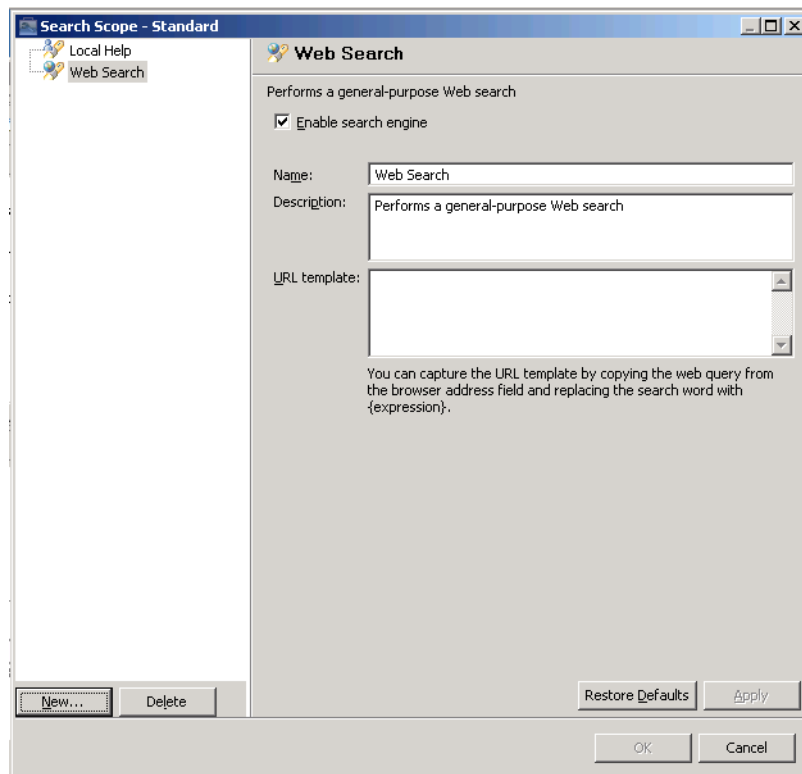 Search Scope - Standard
Local Help
Web Search
Web Search
Performs a general-purpose Web search
Enable search engine
Name:
Web Search
Description:
Performs a general-purpose Web search
URL template:
You can capture the URL template by copying the web query from
the browser address field and replacing the search word with
{expression}.
New...
Delete
Restore Defaults
Apply
OK
Cancel